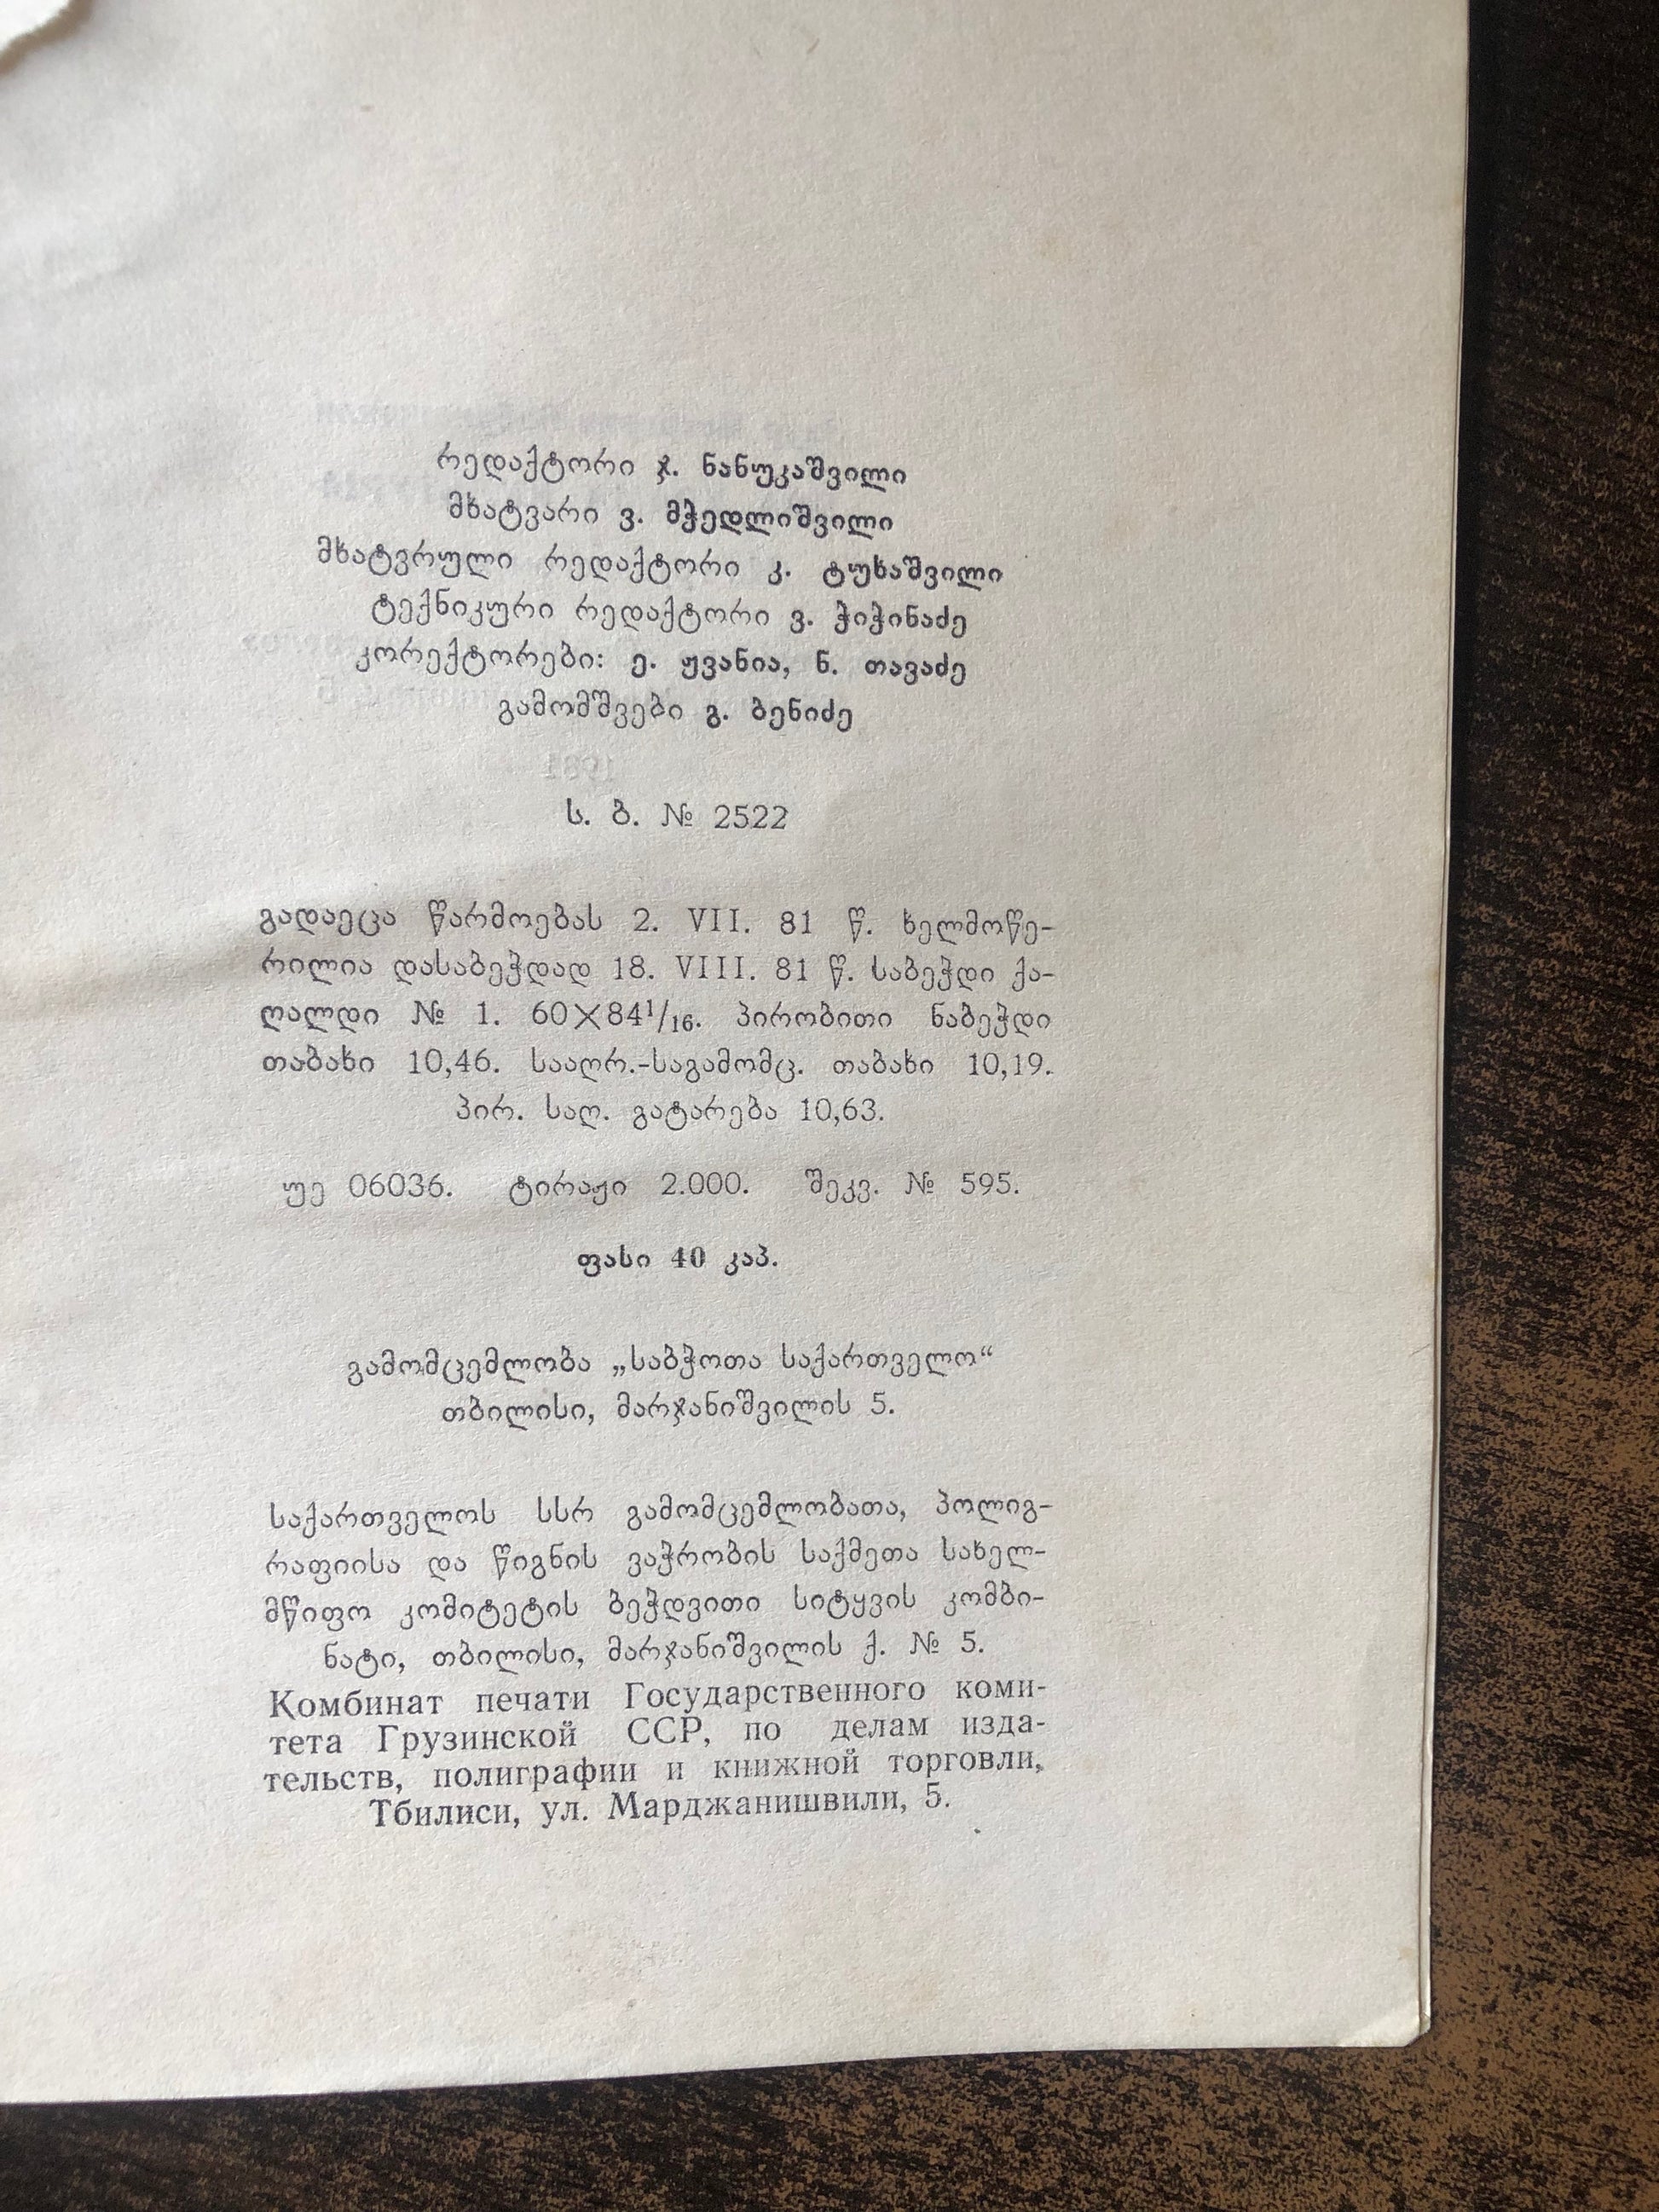 რედაქტორი ჯ. ნანუკაშვილი
მხატვარი ვ. მჭედლიშვილი
მხატვრული რედაქტორი კ. ტუხაშვილი
ტექნიკური რედაქტორი ვ. ჭიჭინაძე
კორექტორები: ე. ჟვანია, ნ. თავაძე
გამომშვები გ. ბენიძე
1981
ს. ბ. № 2522
გადაეცა წარმოებას 2. VII. 81 წ. ხელმოწე-
რილია დასაბეჭდად 18. VIII. 81 წ. საბეჭდი ქა-
ღალდი № 1. 60×84¹/₁₆. პირობითი ნაბეჭდი
თაბახი 10,46. სააღრ.-საგამომც. თაბახი 10,19.
პირ. საღ. გატარება 10,63.
უე 06036. ტირაჟი 2.000. შეკვ. № 595.
ფასი 40 კაპ.
გამომცემლობა „საბჭოთა საქართველო“
თბილისი, მარჯანიშვილის 5.
საქართველოს სსრ გამომცემლობათა, პოლიგ-
რაფიისა და წიგნის ვაჭრობის საქმეთა სახელ-
მწიფო კომიტეტის ბეჭდვითი სიტყვის კომბი-
ნატი, თბილისი, მარჯანიშვილის ქ. № 5.
Комбинат печати Государственного коми-
тета Грузинской ССР, по делам изда-
тельств, полиграфии и книжной торговли,
Тбилиси, ул. Марджанишвили, 5.